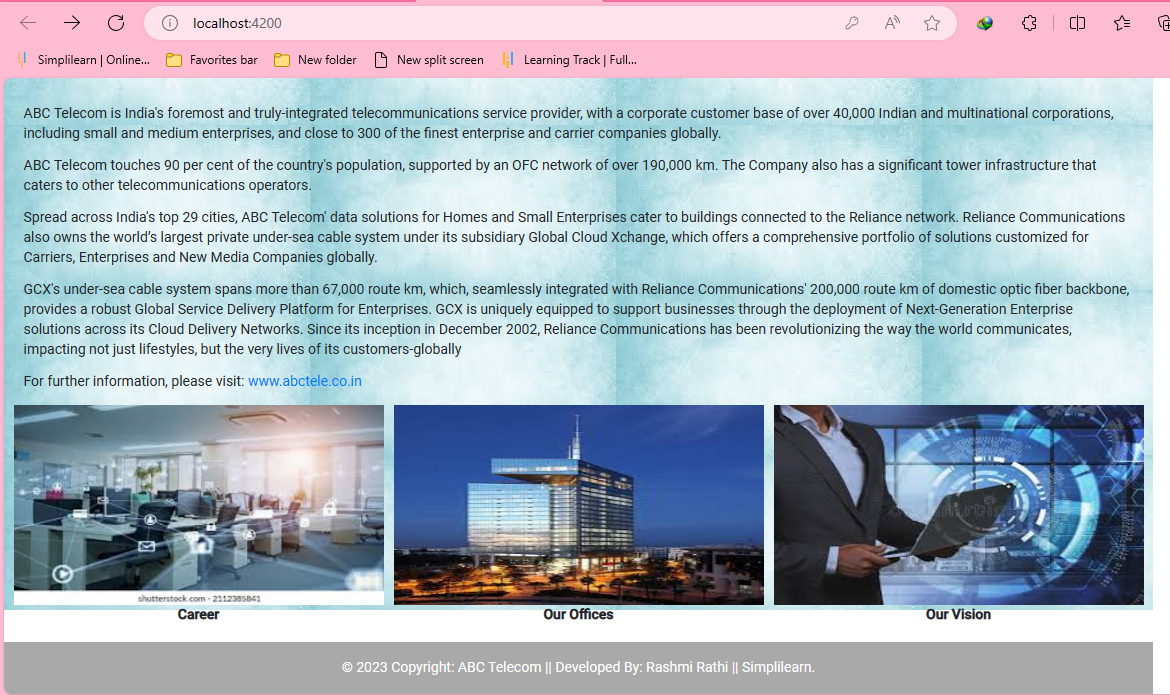 localhost:4200
Simplilearn | Online...
Favorites bar
New folder
New split screen
Learning Track | Full...
ABC Telecom is India's foremost and truly-integrated telecommunications service provider, with a corporate customer base of over 40,000 Indian and multinational corporations,
including small and medium enterprises, and close to 300 of the finest enterprise and carrier companies globally.
ABC Telecom touches 90 per cent of the country's population, supported by an OFC network of over 190,000 km. The Company also has a significant tower infrastructure that
caters to other telecommunications operators.
Spread across India's top 29 cities, ABC Telecom' data solutions for Homes and Small Enterprises cater to buildings connected to the Reliance network. Reliance Communications
also owns the world’s largest private under-sea cable system under its subsidiary Global Cloud Xchange, which offers a comprehensive portfolio of solutions customized for
Carriers, Enterprises and New Media Companies globally.
GCX's under-sea cable system spans more than 67,000 route km, which, seamlessly integrated with Reliance Communications' 200,000 route km of domestic optic fiber backbone,
provides a robust Global Service Delivery Platform for Enterprises. GCX is uniquely equipped to support businesses through the deployment of Next-Generation Enterprise
solutions across its Cloud Delivery Networks. Since its inception in December 2002, Reliance Communications has been revolutionizing the way the world communicates,
impacting not just lifestyles, but the very lives of its customers-globally
For further information, please visit: www.abctele.co.in
shutterstock.com · 2112385841
Career
Our Offices
Our Vision
© 2023 Copyright: ABC Telecom || Developed By: Rashmi Rathi || Simplilearn.